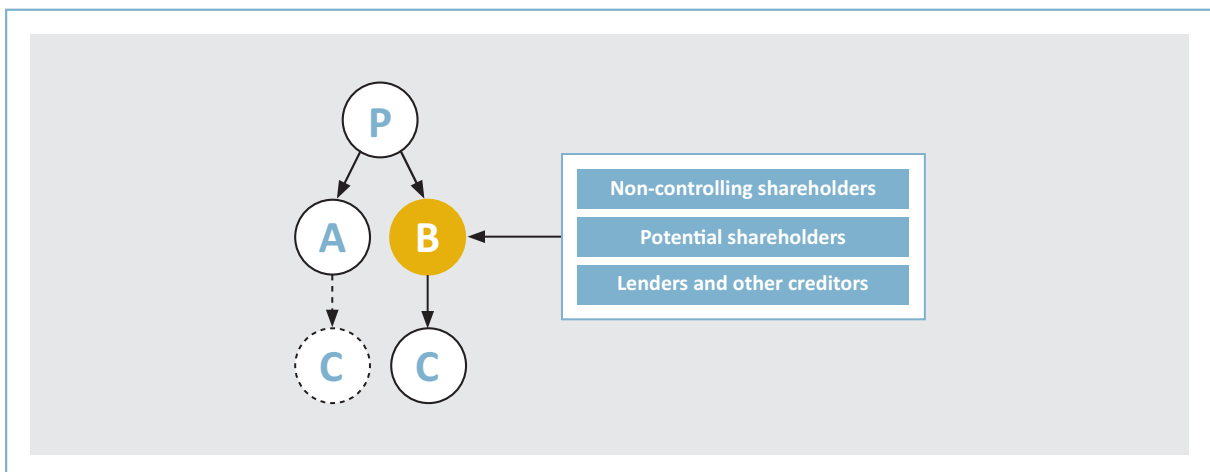 P
A
B
Non-controlling shareholders
Potential shareholders
Lenders and other creditors
C
C